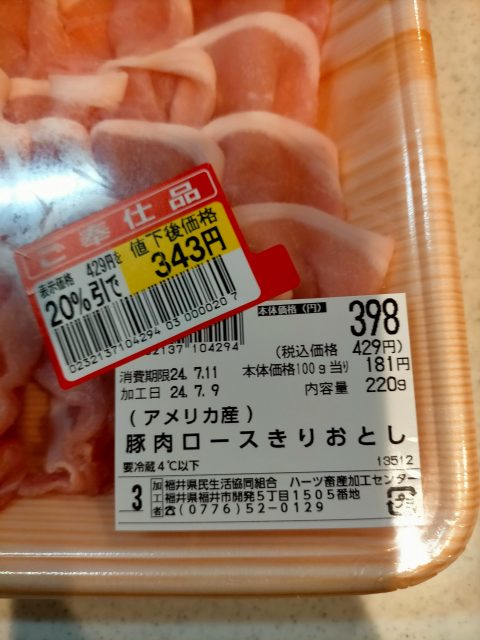 ご奉仕品
表示価格 429円を 値下後価格
20%引で 343円
0232137104294 03 000020 7
本体価格(円) 398
(税込価格 429円)
消費期限24.7.11 本体価格100g当り 181円
加工日 24.7.9 内容量 220g
(アメリカ産)
豚肉ロースきりおとし
要冷蔵4℃以下 13512
3 加工者 福井県民生活協同組合 ハーツ畜産加工センター
福井県福井市開発5丁目1505番地
☎(0776)52-0129